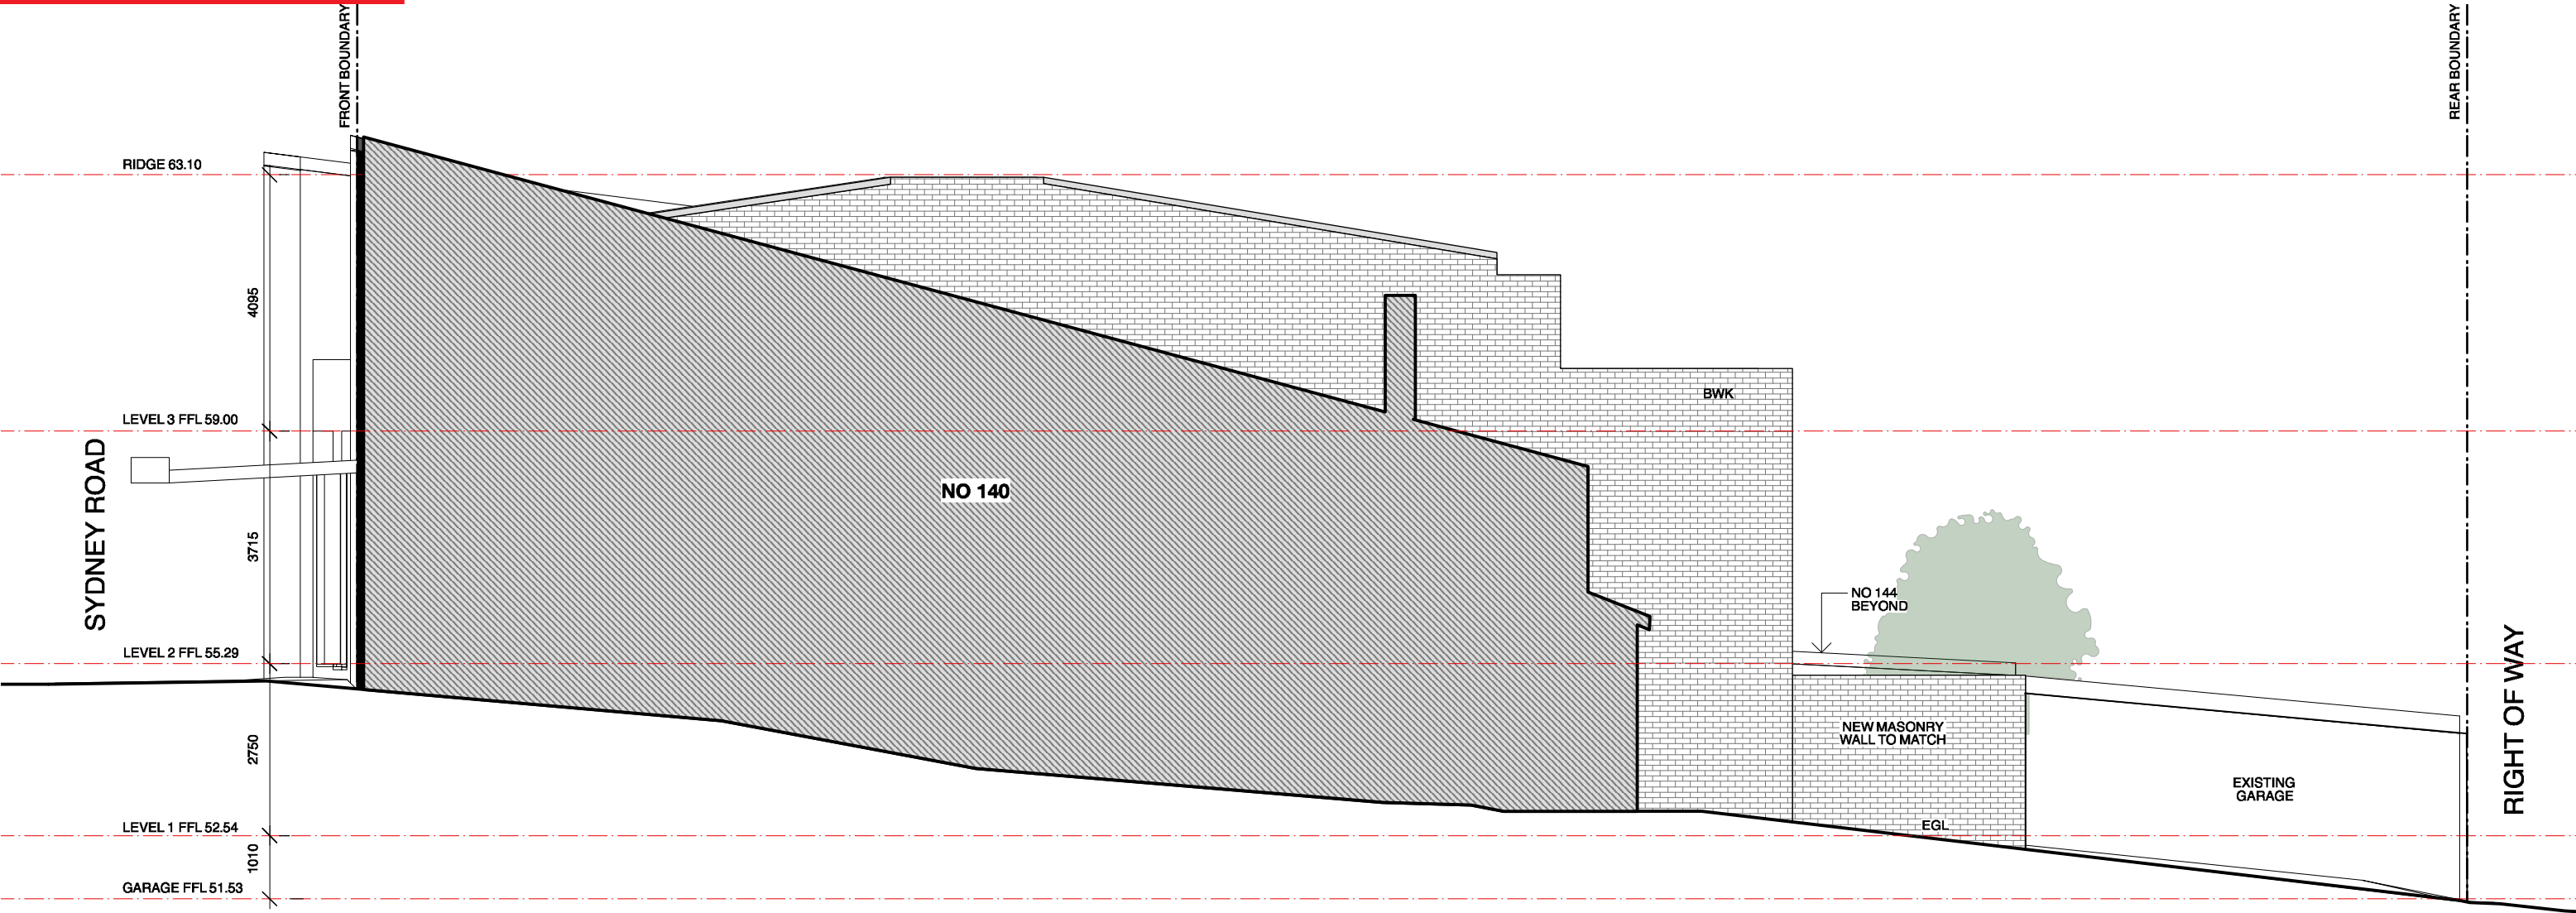 FRONT BOUNDARY
REAR BOUNDARY
RIDGE 63.10
4095
LEVEL 3 FFL 59.00
BWK
SYDNEY ROAD
NO 140
3715
NO 144
BEYOND
LEVEL 2 FFL 55.29
RIGHT OF WAY
2750
NEW MASONRY
WALL TO MATCH
EXISTING
GARAGE
LEVEL 1 FFL 52.54
EGL
1010
GARAGE FFL 51.53